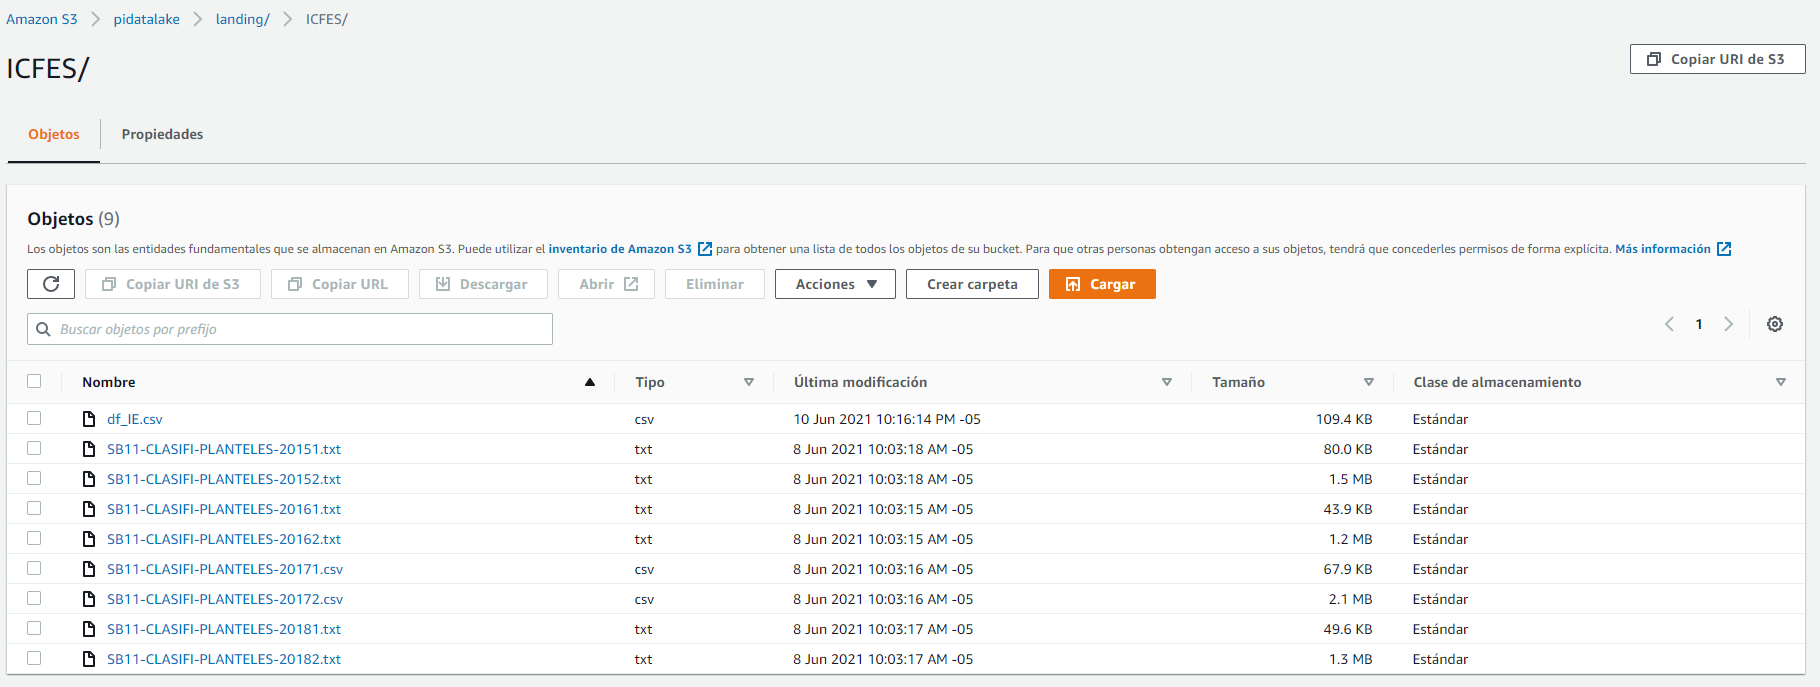 Amazon S3 > pidatalake > landing/ > ICFES/
ICFES/
Copiar URI de S3
Objetos Propiedades
Objetos (9)
Los objetos son las entidades fundamentales que se almacenan en Amazon S3. Puede utilizar el inventario de Amazon S3 para obtener una lista de todos los objetos de su bucket. Para que otras personas obtengan acceso a sus objetos, tendrá que concederles permisos de forma explícita. Más información
Copiar URI de S3 Copiar URL Descargar Abrir Eliminar Acciones Crear carpeta Cargar
Buscar objetos por prefijo
1
Nombre Tipo Última modificación Tamaño Clase de almacenamiento
df_IE.csv csv 10 Jun 2021 10:16:14 PM -05 109.4 KB Estándar
SB11-CLASIFI-PLANTELES-20151.txt txt 8 Jun 2021 10:03:18 AM -05 80.0 KB Estándar
SB11-CLASIFI-PLANTELES-20152.txt txt 8 Jun 2021 10:03:18 AM -05 1.5 MB Estándar
SB11-CLASIFI-PLANTELES-20161.txt txt 8 Jun 2021 10:03:15 AM -05 43.9 KB Estándar
SB11-CLASIFI-PLANTELES-20162.txt txt 8 Jun 2021 10:03:15 AM -05 1.2 MB Estándar
SB11-CLASIFI-PLANTELES-20171.csv csv 8 Jun 2021 10:03:16 AM -05 67.9 KB Estándar
SB11-CLASIFI-PLANTELES-20172.csv csv 8 Jun 2021 10:03:16 AM -05 2.1 MB Estándar
SB11-CLASIFI-PLANTELES-20181.txt txt 8 Jun 2021 10:03:17 AM -05 49.6 KB Estándar
SB11-CLASIFI-PLANTELES-20182.txt txt 8 Jun 2021 10:03:17 AM -05 1.3 MB Estándar